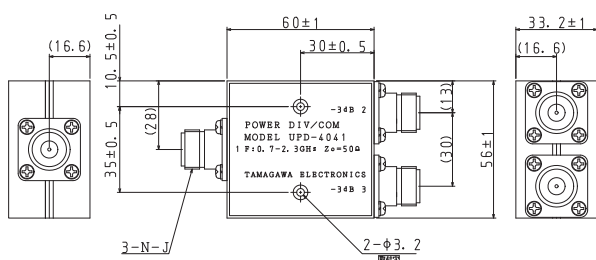 60±1
33.2±1
(16.6)
10.5±0.5
30±0.5
(16.6)
-3dB 2
POWER DIV/COM
MODEL UPD-4041
1 F:0.7-2.3GHz Zo=50Ω
(28)
35±0.5
(13)
(30)
56±1
TAMAGAWA ELECTRONICS
-3dB 3
3-N-J
2-φ3.2